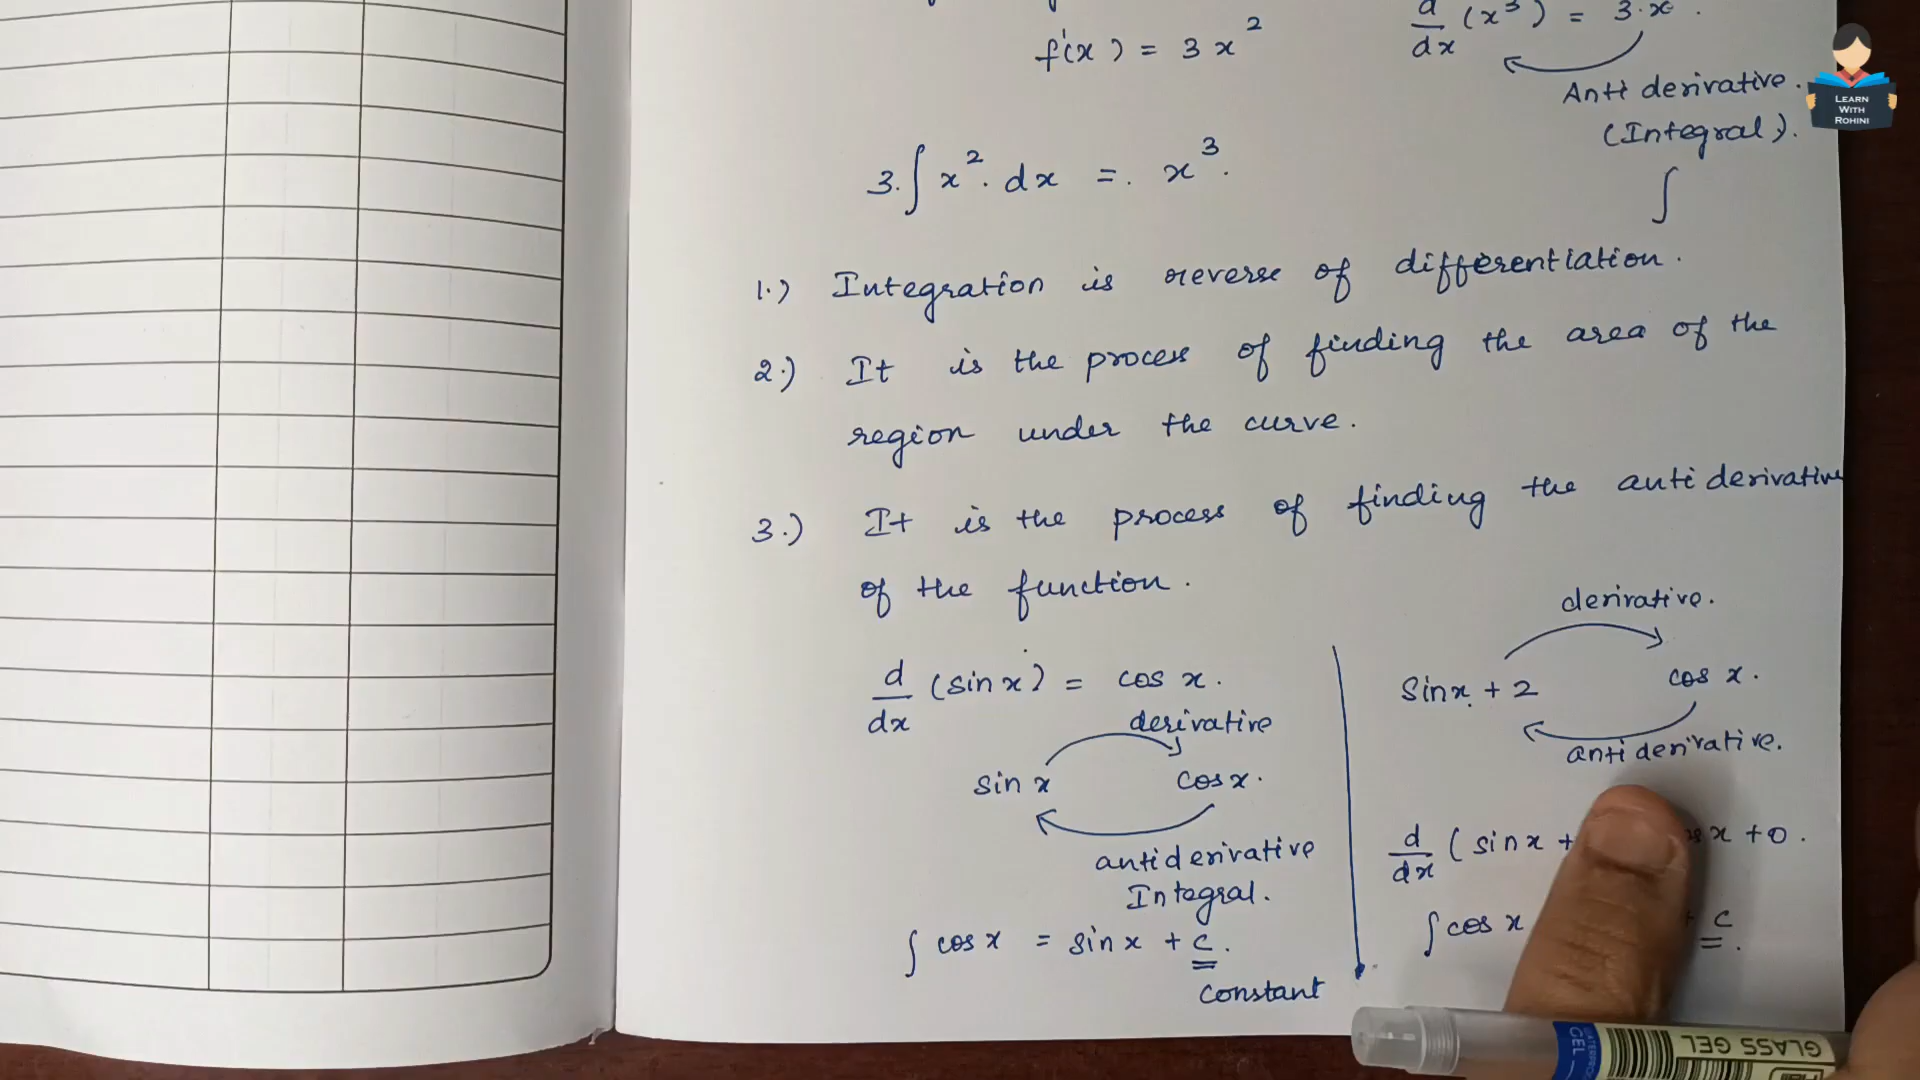 f'(x) = 3x²
d/dx (x³) = 3·x
Anti derivative.
(Integral).
∫
LEARN
WITH
ROHINI
3.∫x². dx =. x³.
1.) Integration is reverse of differentiation.
2.) It is the process of finding the area of the
region under the curve.
3.) It is the process of finding the anti derivative
of the function.
d/dx (sin x) = cos x.
derivative
sin x cos x.
antiderivative
Integral.
∫ cos x = sin x + c.
constant
derivative.
Sinx + 2 cos x.
anti derivative.
d/dx (sin x + x + 0.
∫ cos x + c.
GLASS GEL
GEL